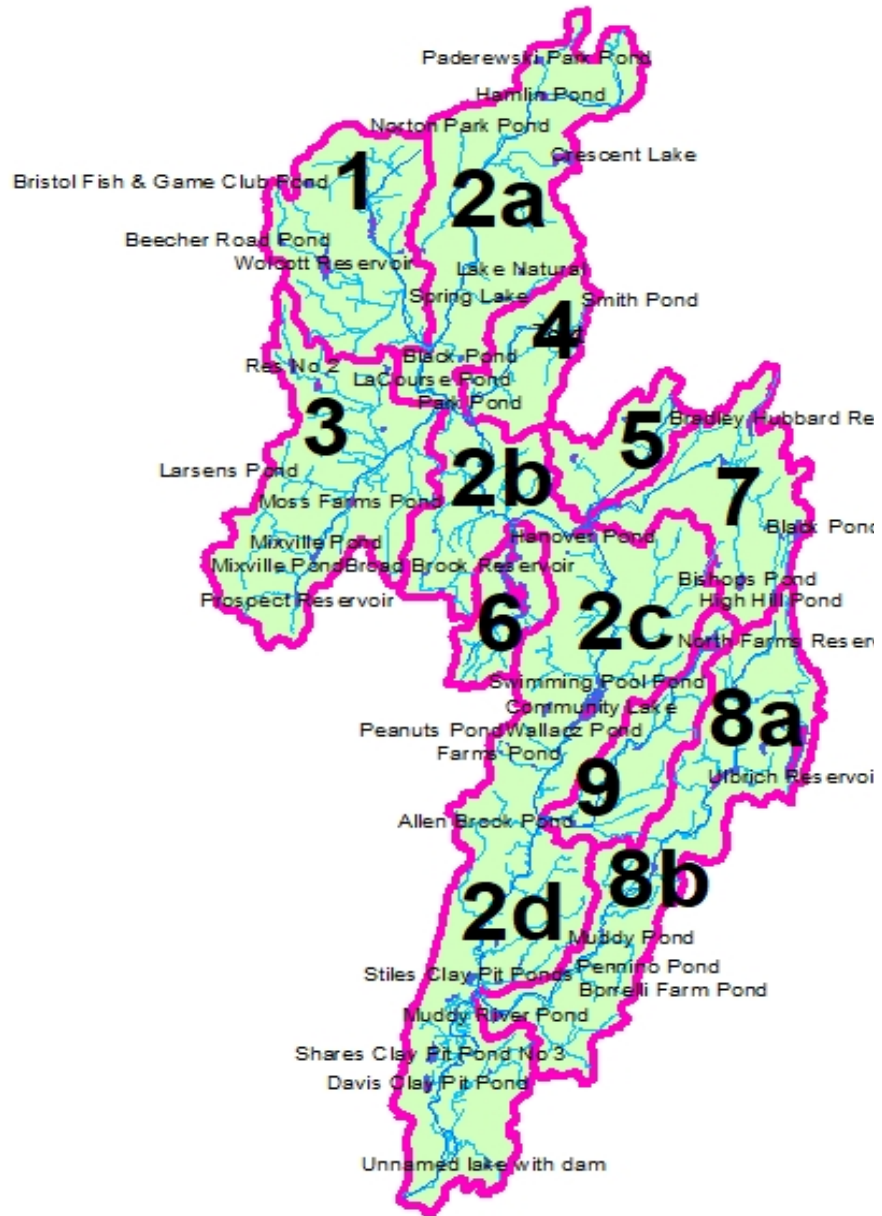 Paderewski Park Pond
Hamlin Pond
Norton Park Pond
Crescent Lake
1
Bristol Fish & Game Club Pond
2a
Beecher Road Pond
Wolcott Reservoir
Lake Natural
Spring Lake
Smith Pond
4
Black Pond
Res No 2
LaCourse Pond
Park Pond
3
5
Bradley Hubbard Re
Larsens Pond
2b
7
Moss Farms Pond
Black Pond
Hanover Pond
Mixville Pond
Mixville Pond
Broad Brook Reservoir
Bishops Pond
Prospect Reservoir
High Hill Pond
6
2c
North Farms Reserv
Swimming Pool Pond
Community Lake
8a
Peanuts Pond
Wallacz Pond
Farms Pond
Ulbrich Reservoi
9
Allen Brook Pond
8b
2d
Muddy Pond
Pennino Pond
Stiles Clay Pit Ponds
Borrelli Farm Pond
Muddy River Pond
Shares Clay Pit Pond No 3
Davis Clay Pit Pond
Unnamed lake with dam